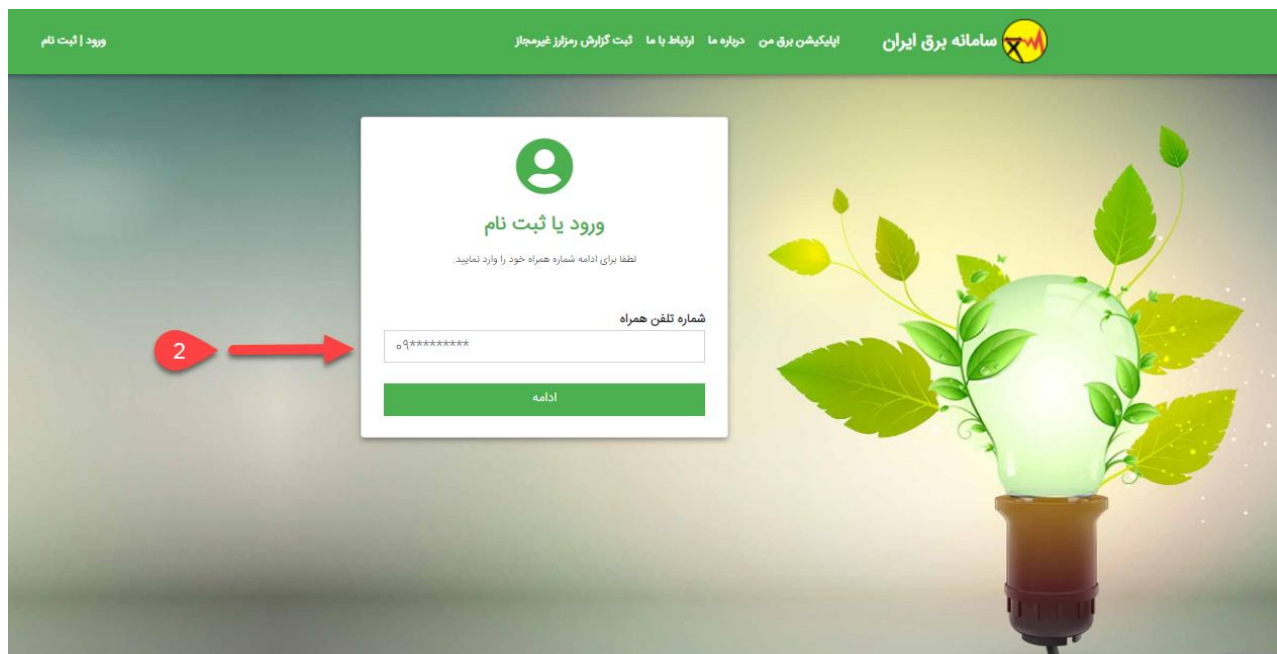 سامانه برق ایران
اپلیکیشن برق من
درباره ما
ارتباط با ما
ثبت گزارش رمزارز غیرمجاز
ورود | ثبت نام
ورود یا ثبت نام
لطفا برای ادامه شماره همراه خود را وارد نمایید.
شماره تلفن همراه
۰۹*********
2
ادامه